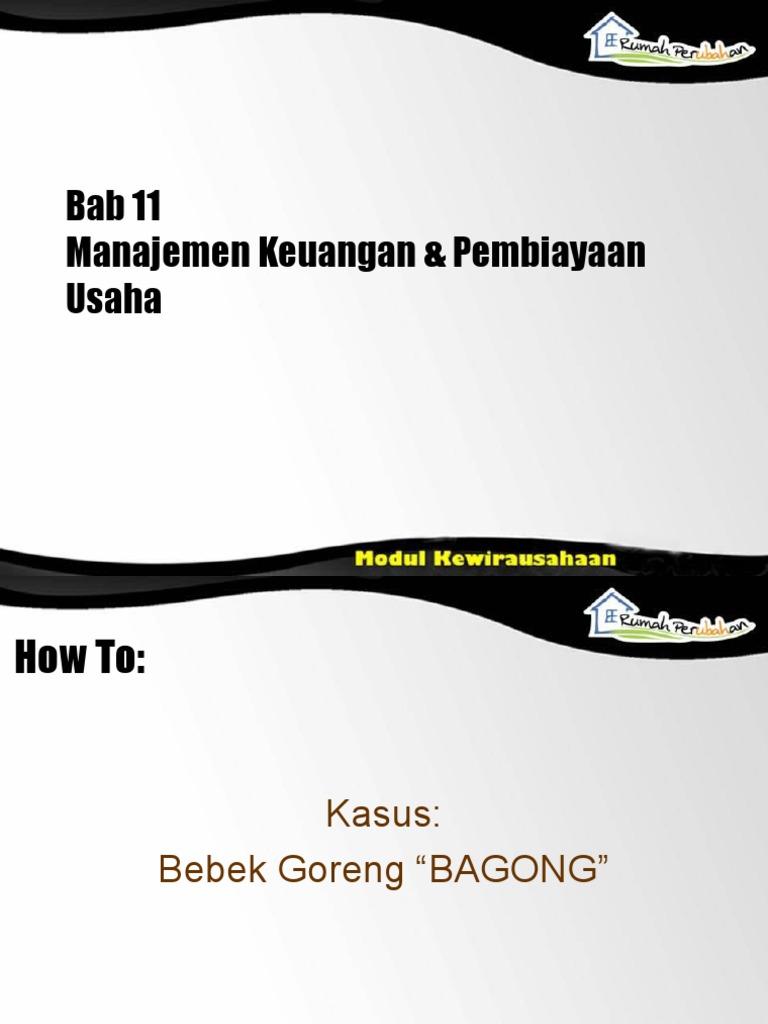 Rumah Perubahan
Bab 11
Manajemen Keuangan & Pembiayaan
Usaha
Modul Kewirausahaan
Rumah Perubahan
How To:
Kasus:
Bebek Goreng “BAGONG”